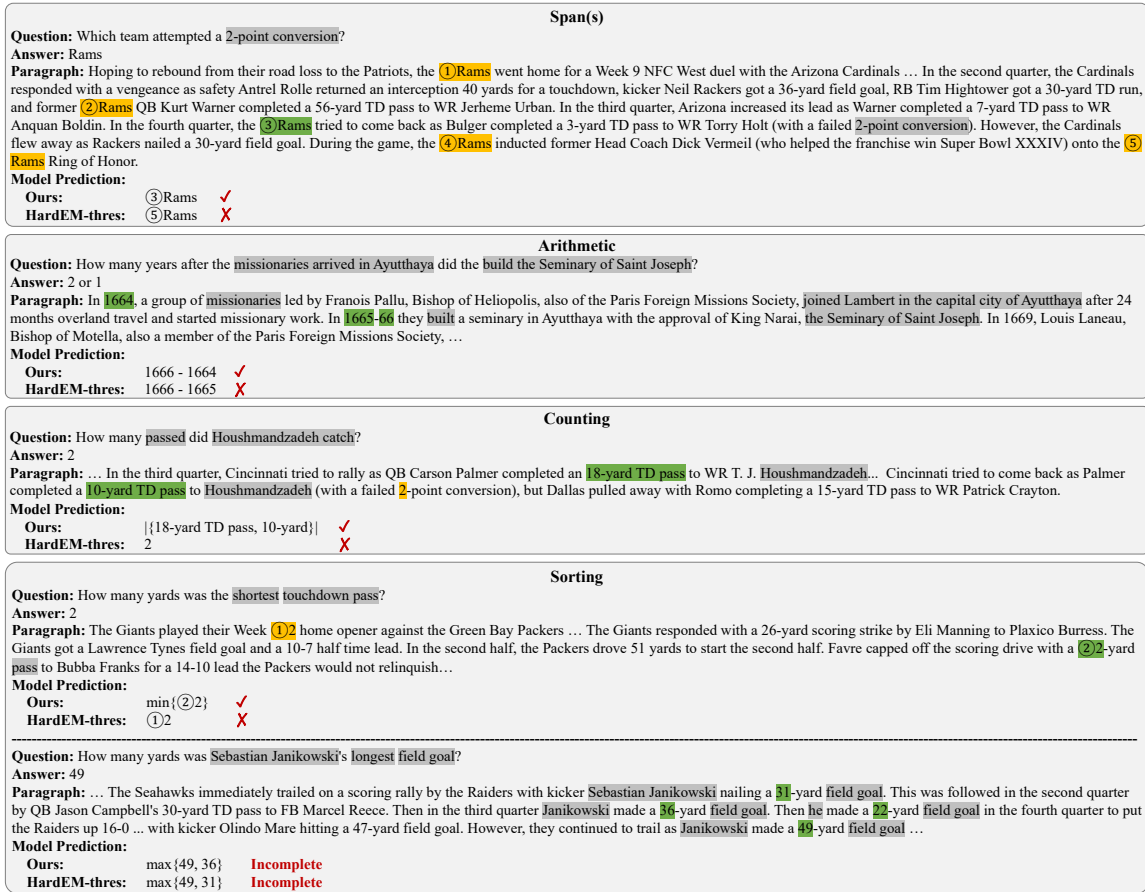 Span(s)
Question: Which team attempted a 2-point conversion?
Answer: Rams
Paragraph: Hoping to rebound from their road loss to the Patriots, the ①Rams went home for a Week 9 NFC West duel with the Arizona Cardinals … In the second quarter, the Cardinals
responded with a vengeance as safety Antrel Rolle returned an interception 40 yards for a touchdown, kicker Neil Rackers got a 36-yard field goal, RB Tim Hightower got a 30-yard TD run,
and former ②Rams QB Kurt Warner completed a 56-yard TD pass to WR Jerheme Urban. In the third quarter, Arizona increased its lead as Warner completed a 7-yard TD pass to WR
Anquan Boldin. In the fourth quarter, the ③Rams tried to come back as Bulger completed a 3-yard TD pass to WR Torry Holt (with a failed 2-point conversion). However, the Cardinals
flew away as Rackers nailed a 30-yard field goal. During the game, the ④Rams inducted former Head Coach Dick Vermeil (who helped the franchise win Super Bowl XXXIV) onto the ⑤
Rams Ring of Honor.
Model Prediction:
Ours: ③Rams ✓
HardEM-thres: ⑤Rams ✗
Arithmetic
Question: How many years after the missionaries arrived in Ayutthaya did the build the Seminary of Saint Joseph?
Answer: 2 or 1
Paragraph: In 1664, a group of missionaries led by Franois Pallu, Bishop of Heliopolis, also of the Paris Foreign Missions Society, joined Lambert in the capital city of Ayutthaya after 24
months overland travel and started missionary work. In 1665-66 they built a seminary in Ayutthaya with the approval of King Narai, the Seminary of Saint Joseph. In 1669, Louis Laneau,
Bishop of Motella, also a member of the Paris Foreign Missions Society, …
Model Prediction:
Ours: 1666 - 1664 ✓
HardEM-thres: 1666 - 1665 ✗
Counting
Question: How many passed did Houshmandzadeh catch?
Answer: 2
Paragraph: … In the third quarter, Cincinnati tried to rally as QB Carson Palmer completed an 18-yard TD pass to WR T. J. Houshmandzadeh... Cincinnati tried to come back as Palmer
completed a 10-yard TD pass to Houshmandzadeh (with a failed 2-point conversion), but Dallas pulled away with Romo completing a 15-yard TD pass to WR Patrick Crayton.
Model Prediction:
Ours: |{18-yard TD pass, 10-yard}| ✓
HardEM-thres: 2 ✗
Sorting
Question: How many yards was the shortest touchdown pass?
Answer: 2
Paragraph: The Giants played their Week ①2 home opener against the Green Bay Packers … The Giants responded with a 26-yard scoring strike by Eli Manning to Plaxico Burress. The
Giants got a Lawrence Tynes field goal and a 10-7 half time lead. In the second half, the Packers drove 51 yards to start the second half. Favre capped off the scoring drive with a ②2-yard
pass to Bubba Franks for a 14-10 lead the Packers would not relinquish…
Model Prediction:
Ours: min{②2} ✓
HardEM-thres: ①2 ✗
Question: How many yards was Sebastian Janikowski's longest field goal?
Answer: 49
Paragraph: … The Seahawks immediately trailed on a scoring rally by the Raiders with kicker Sebastian Janikowski nailing a 31-yard field goal. This was followed in the second quarter
by QB Jason Campbell's 30-yard TD pass to FB Marcel Reece. Then in the third quarter Janikowski made a 36-yard field goal. Then he made a 22-yard field goal in the fourth quarter to put
the Raiders up 16-0 ... with kicker Olindo Mare hitting a 47-yard field goal. However, they continued to trail as Janikowski made a 49-yard field goal …
Model Prediction:
Ours: max{49, 36} Incomplete
HardEM-thres: max{49, 31} Incomplete